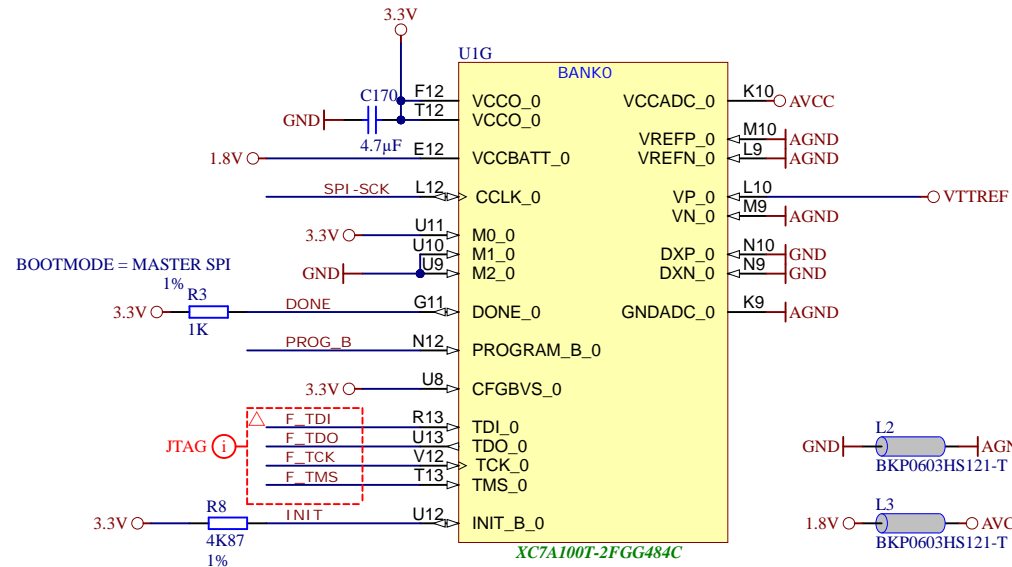 3.3V
U1G
BANK0
C170
F12
VCCO_0
VCCADC_0
K10
AVCC
GND
T12
VCCO_0
4.7µF
VREFP_0
M10
AGND
1.8V
E12
VCCBATT_0
VREFN_0
L9
AGND
SPI-SCK
L12
CCLK_0
VP_0
L10
VTTREF
VN_0
M9
AGND
3.3V
U11
M0_0
U10
M1_0
DXP_0
N10
GND
BOOTMODE = MASTER SPI
GND
U9
M2_0
DXN_0
N9
GND
1%
R3
3.3V
DONE
G11
DONE_0
GNDADC_0
K9
AGND
1K
PROG_B
N12
PROGRAM_B_0
3.3V
U8
CFGBVS_0
F_TDI
R13
TDI_0
JTAG
i
F_TDO
U13
TDO_0
F_TCK
V12
TCK_0
F_TMS
T13
TMS_0
L2
GND
AGN
BKP0603HS121-T
R8
3.3V
INIT
U12
INIT_B_0
4K87
1%
L3
1.8V
AVC
BKP0603HS121-T
XC7A100T-2FGG484C